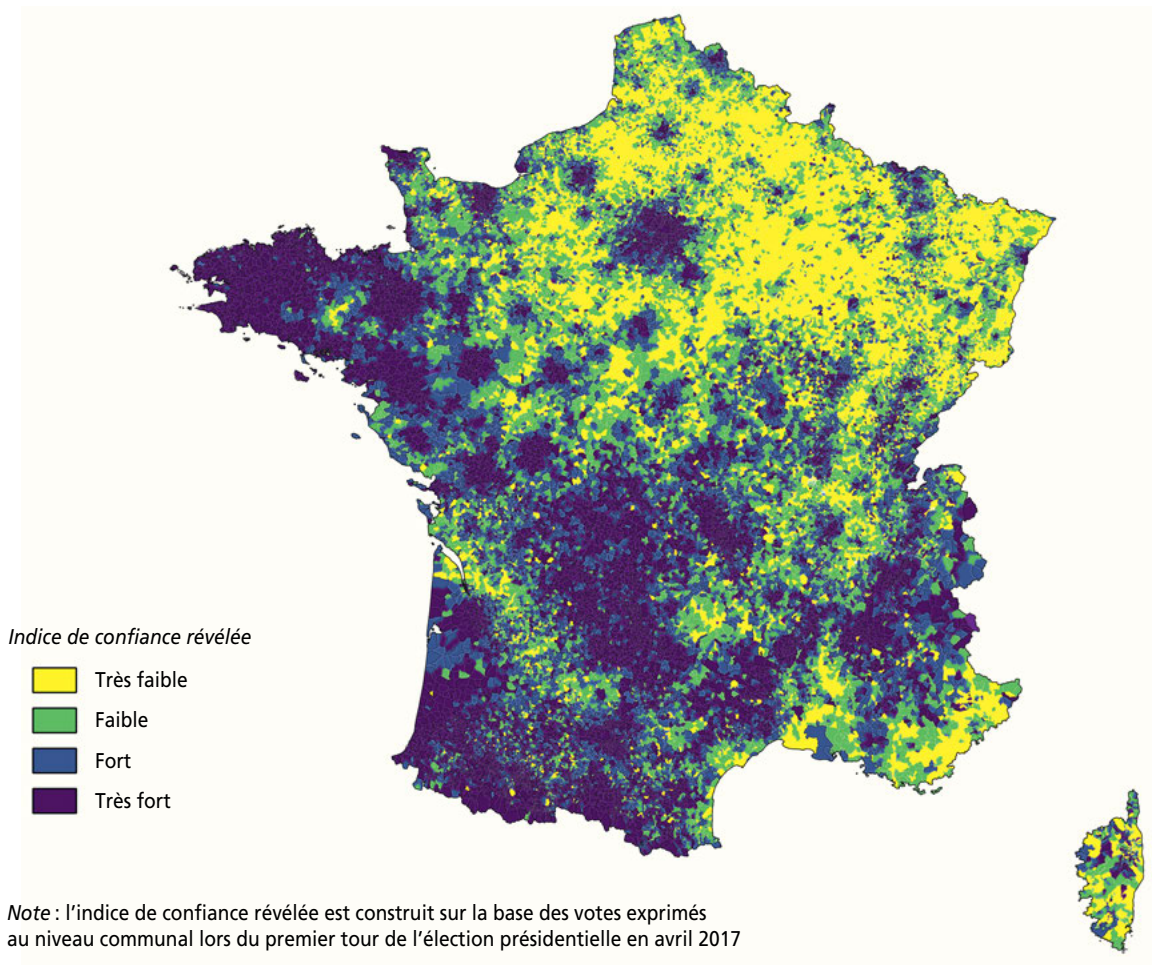 Indice de confiance révélée
Très faible
Faible
Fort
Très fort
Note : l’indice de confiance révélée est construit sur la base des votes exprimés
au niveau communal lors du premier tour de l’élection présidentielle en avril 2017